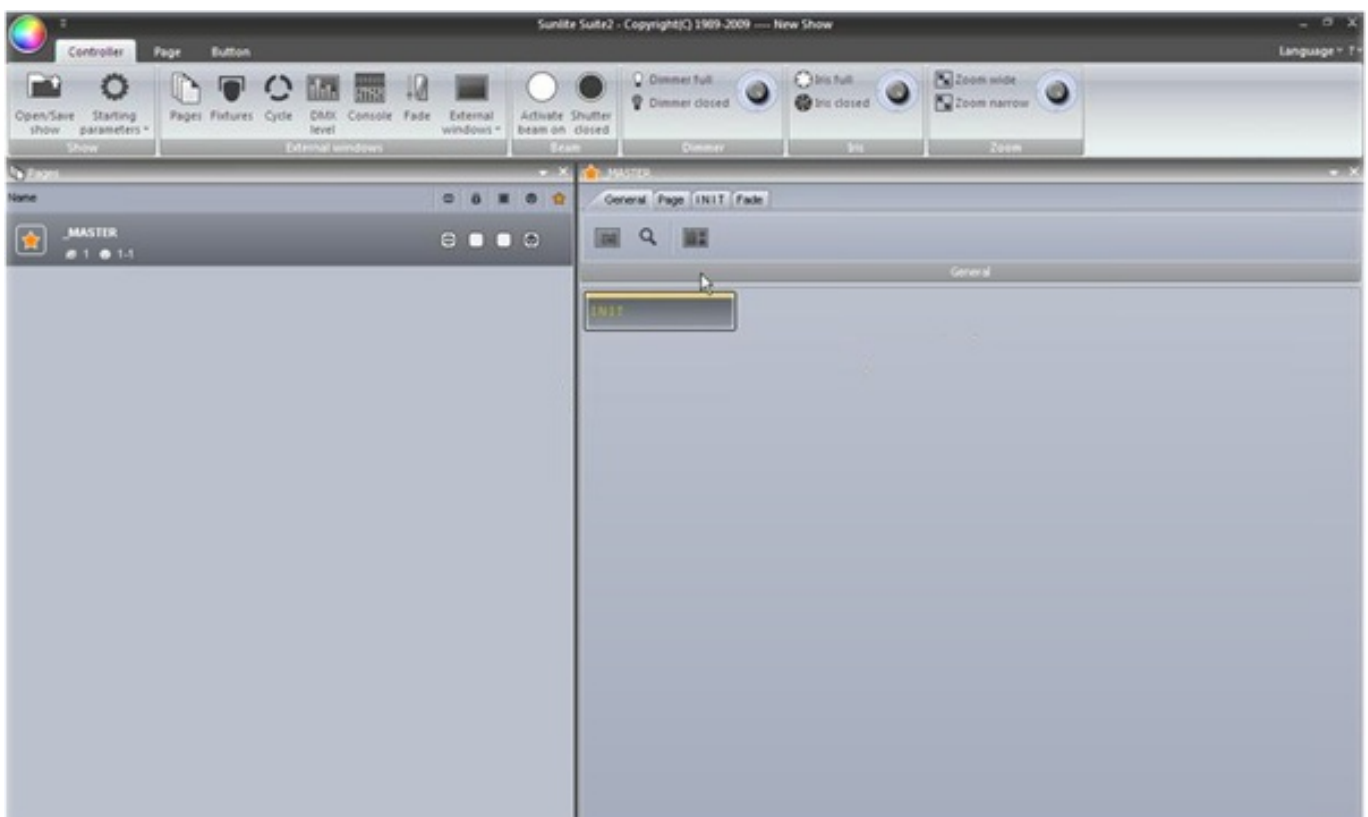 Sunlite Suite2 - Copyright(C) 1989-2009 ---- New Show
Controller Page Button Language
Open/Save show Starting parameters Pages Fixtures Cycle DMX level Console Fade External windows Activate beam on Shutter closed Dimmer full Dimmer closed Iris full Iris closed Zoom wide Zoom narrow
Show External windows Beam Dimmer Iris Zoom
Pages _MASTER_
Name General Page INIT Fade
_MASTER
1 1-1
General
INIT